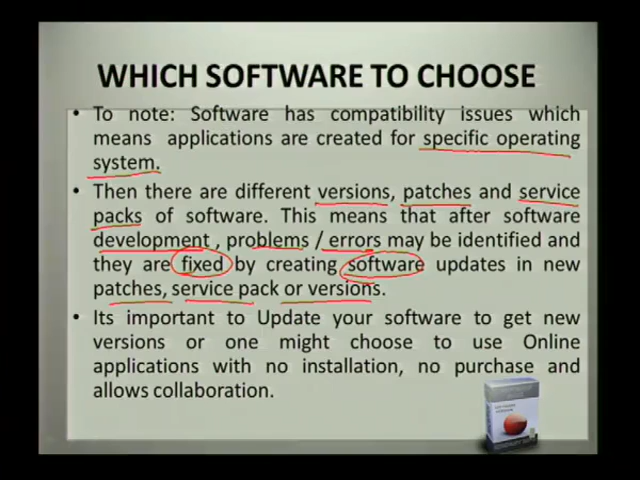 WHICH SOFTWARE TO CHOOSE
• To note: Software has compatibility issues which
means applications are created for specific operating
system.
• Then there are different versions, patches and service
packs of software. This means that after software
development , problems / errors may be identified and
they are fixed by creating software updates in new
patches, service pack or versions.
• Its important to Update your software to get new
versions or one might choose to use Online
applications with no installation, no purchase and
allows collaboration.